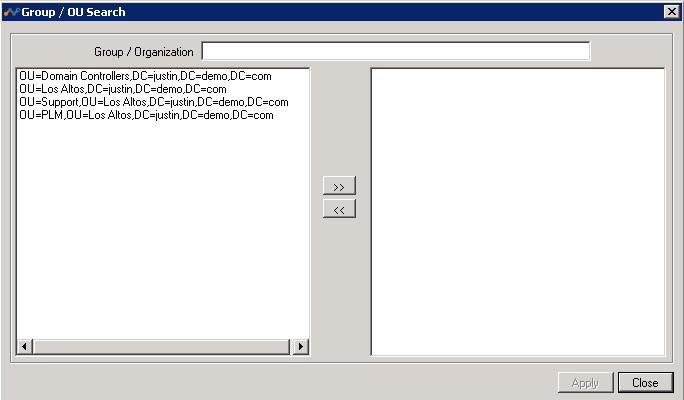 Group / OU Search
Group / Organization
OU=Domain Controllers,DC=justin,DC=demo,DC=com
OU=Los Altos,DC=justin,DC=demo,DC=com
OU=Support,OU=Los Altos,DC=justin,DC=demo,DC=com
OU=PLM,OU=Los Altos,DC=justin,DC=demo,DC=com
>>
<<
Apply
Close